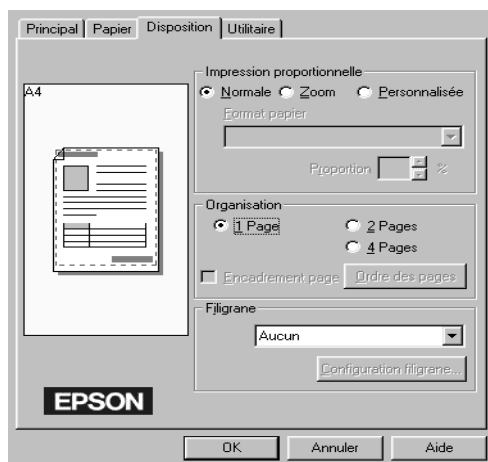 Principal Papier Disposition Utilitaire
A4
Impression proportionnelle
Normale Zoom Personnalisée
Format papier
Proportion %
Organisation
1 Page 2 Pages
4 Pages
Encadrement page Ordre des pages
Filigrane
Aucun
Configuration filigrane...
EPSON
OK Annuler Aide